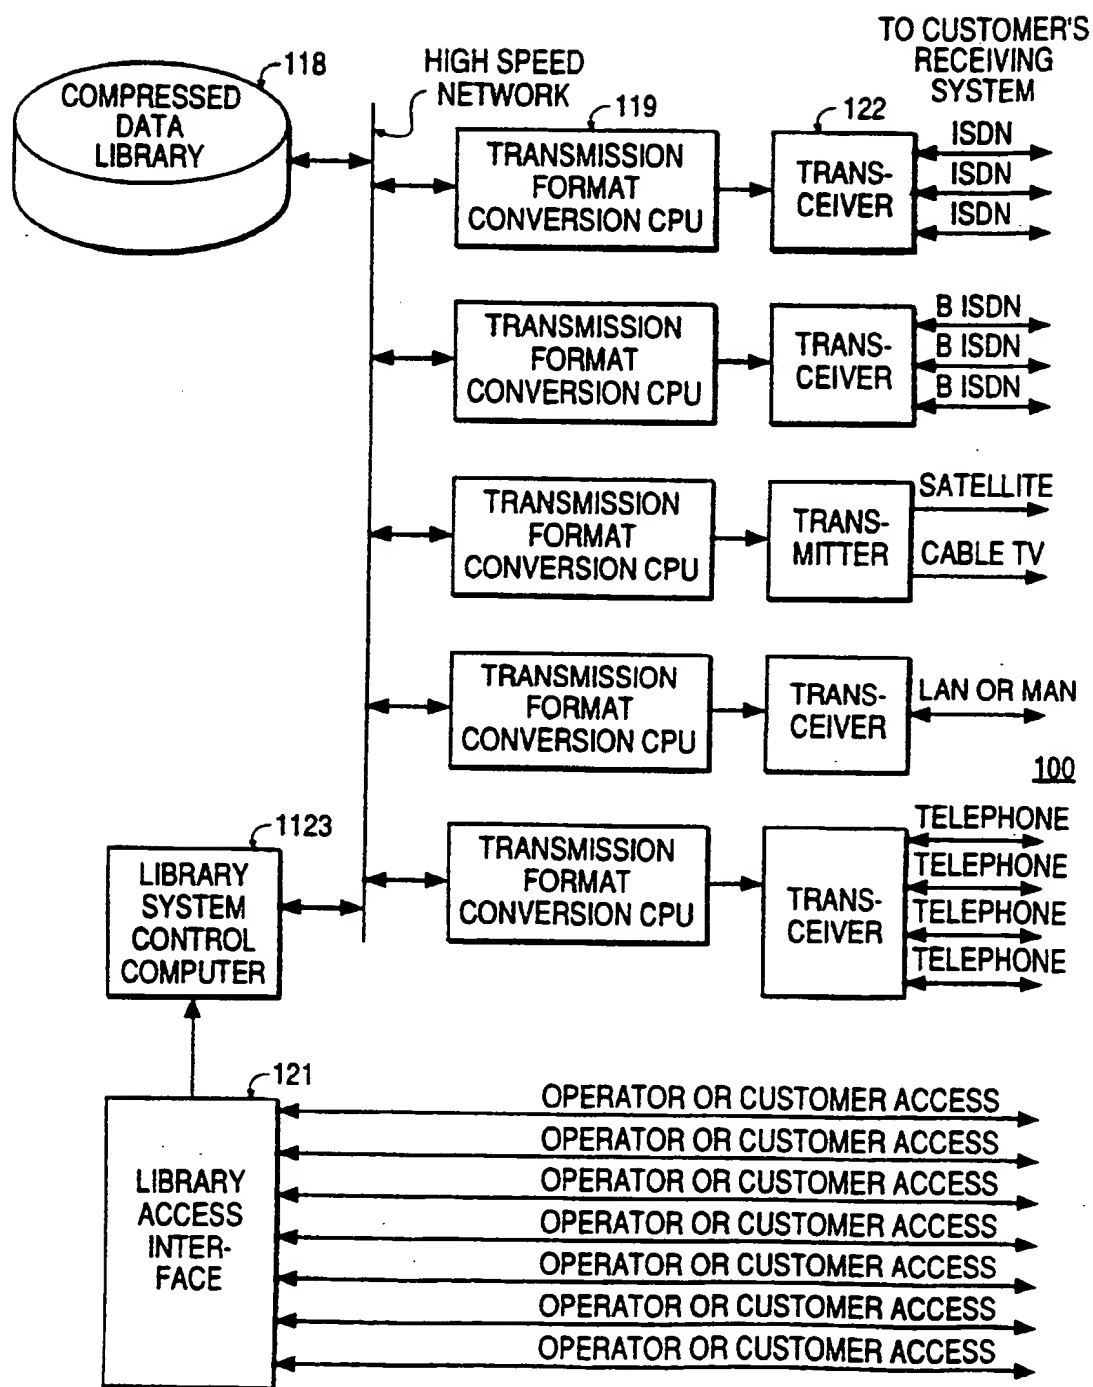 TO CUSTOMER'S
RECEIVING
SYSTEM
118
COMPRESSED
DATA
LIBRARY
HIGH SPEED
NETWORK
119
TRANSMISSION
FORMAT
CONVERSION CPU
122
TRANS-
CEIVER
ISDN
ISDN
ISDN
TRANSMISSION
FORMAT
CONVERSION CPU
TRANS-
CEIVER
B ISDN
B ISDN
B ISDN
TRANSMISSION
FORMAT
CONVERSION CPU
TRANS-
MITTER
SATELLITE
CABLE TV
TRANSMISSION
FORMAT
CONVERSION CPU
TRANS-
CEIVER
LAN OR MAN
100
1123
LIBRARY
SYSTEM
CONTROL
COMPUTER
TRANSMISSION
FORMAT
CONVERSION CPU
TRANS-
CEIVER
TELEPHONE
TELEPHONE
TELEPHONE
TELEPHONE
121
LIBRARY
ACCESS
INTER-
FACE
OPERATOR OR CUSTOMER ACCESS
OPERATOR OR CUSTOMER ACCESS
OPERATOR OR CUSTOMER ACCESS
OPERATOR OR CUSTOMER ACCESS
OPERATOR OR CUSTOMER ACCESS
OPERATOR OR CUSTOMER ACCESS
OPERATOR OR CUSTOMER ACCESS